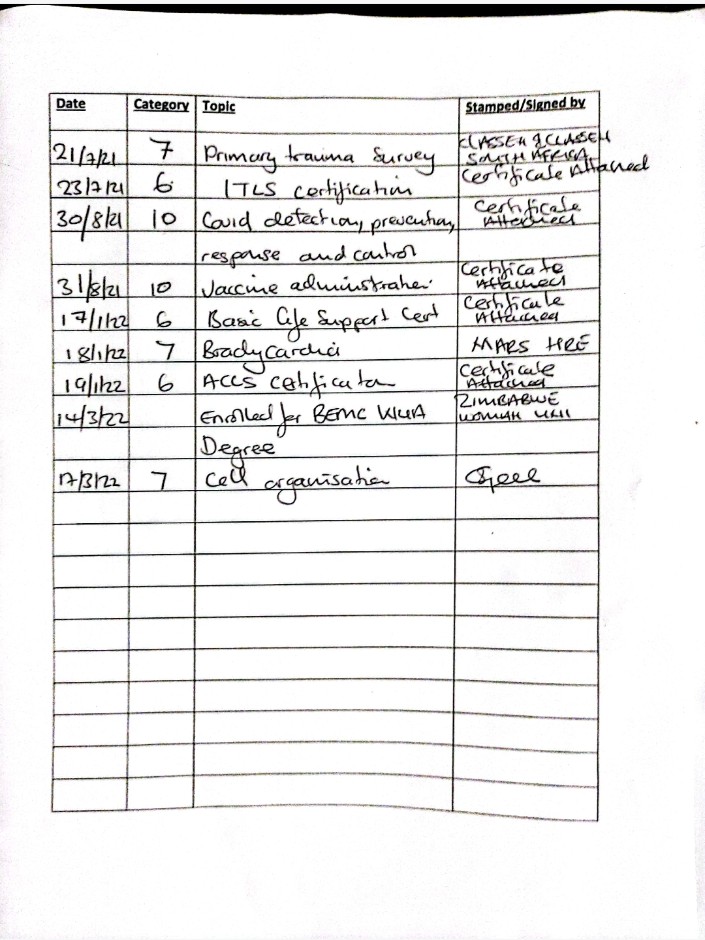 Date Category Topic Stamped/Signed by
CLASSEN & CLASSEN
21/7/21 7 Primary trauma Survey SOUTH AFRICA
23/7/21 6 ITLS certification Certificate Attached
30/8/21 10 Covid detection, prevention, Certificate Attached
response and control
31/8/21 10 Vaccine administration Certificate Attached
17/1/22 6 Basic Life Support Cert Certificate Attached
18/1/22 7 Bradycardia MARS HRE
19/1/22 6 ACLS certification Certificate Attached
14/3/22 Enrolled for BEMC ZIMBABWE
Degree
17/3/22 7 Cell organisation